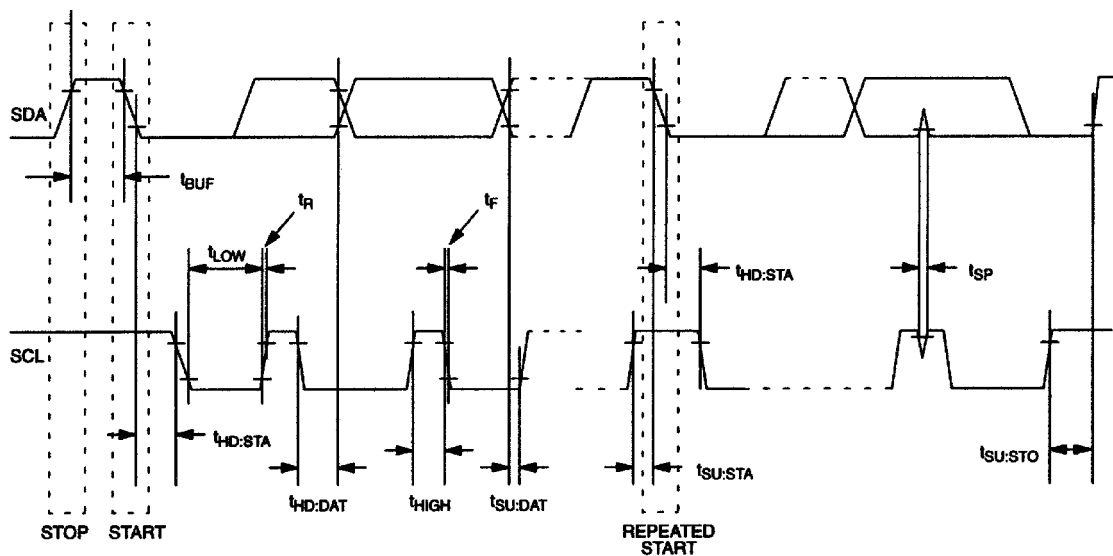 SDA
tBUF
tR
tF
tLOW
tHD:STA
tSP
SCL
tHD:STA
tHD:DAT
tHIGH
tSU:DAT
tSU:STA
tSU:STO
STOP
START
REPEATED
START